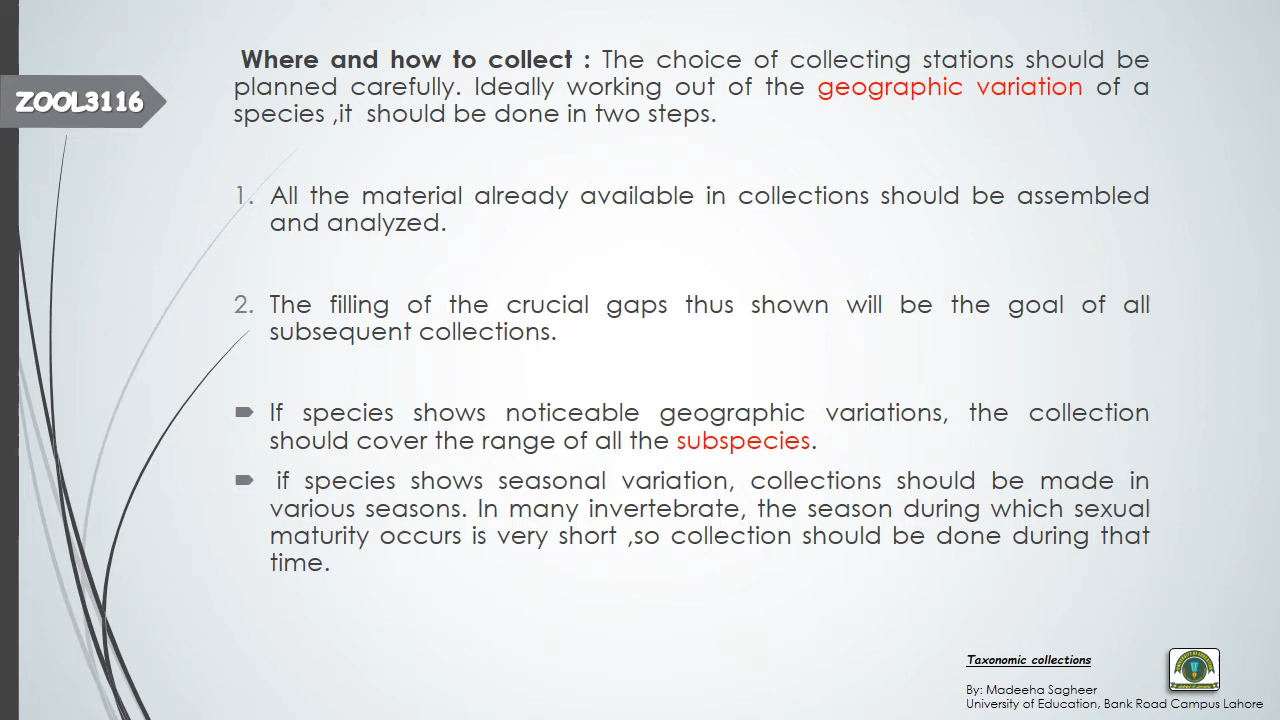 Where and how to collect : The choice of collecting stations should be
planned carefully. Ideally working out of the geographic variation of a
species ,it should be done in two steps.
ZOOL3116
1. All the material already available in collections should be assembled
and analyzed.
2. The filling of the crucial gaps thus shown will be the goal of all
subsequent collections.
If species shows noticeable geographic variations, the collection
should cover the range of all the subspecies.
if species shows seasonal variation, collections should be made in
various seasons. In many invertebrate, the season during which sexual
maturity occurs is very short ,so collection should be done during that
time.
Taxonomic collections
By: Madeeha Sagheer
University of Education, Bank Road Campus Lahore